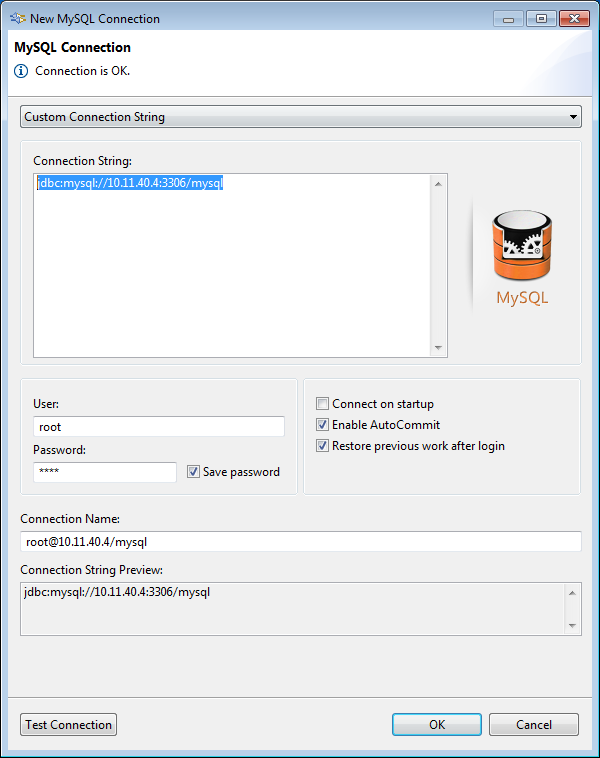 New MySQL Connection
MySQL Connection
Connection is OK.
Custom Connection String
Connection String:
jdbc:mysql://10.11.40.4:3306/mysql
MySQL
User:
root
Password:
****
Save password
Connect on startup
Enable AutoCommit
Restore previous work after login
Connection Name:
root@10.11.40.4/mysql
Connection String Preview:
jdbc:mysql://10.11.40.4:3306/mysql
Test Connection
OK
Cancel